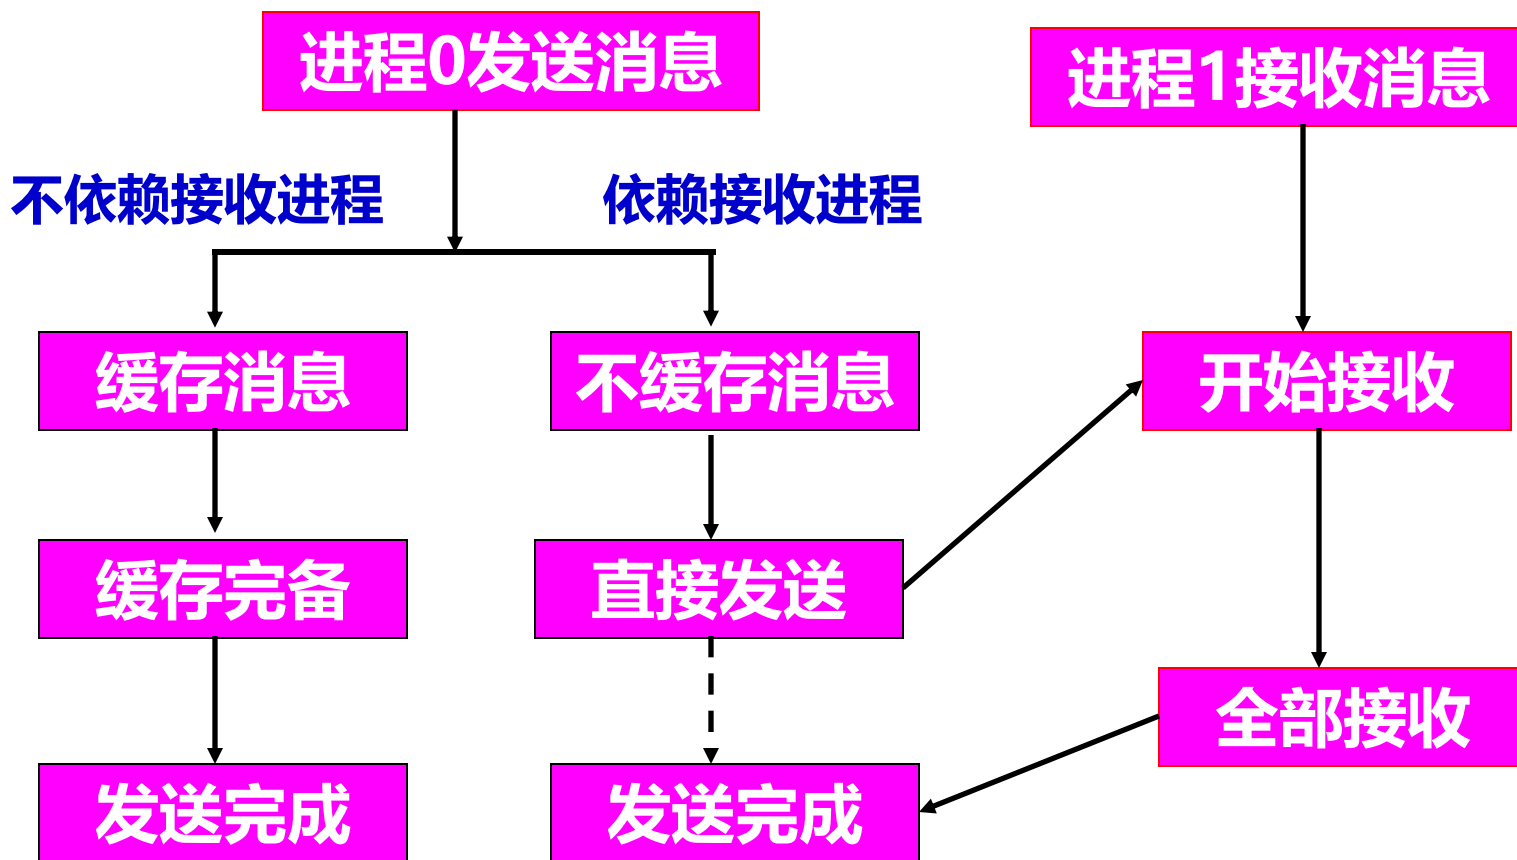 进程0发送消息
进程1接收消息
不依赖接收进程
依赖接收进程
缓存消息
不缓存消息
开始接收
缓存完备
直接发送
全部接收
发送完成
发送完成